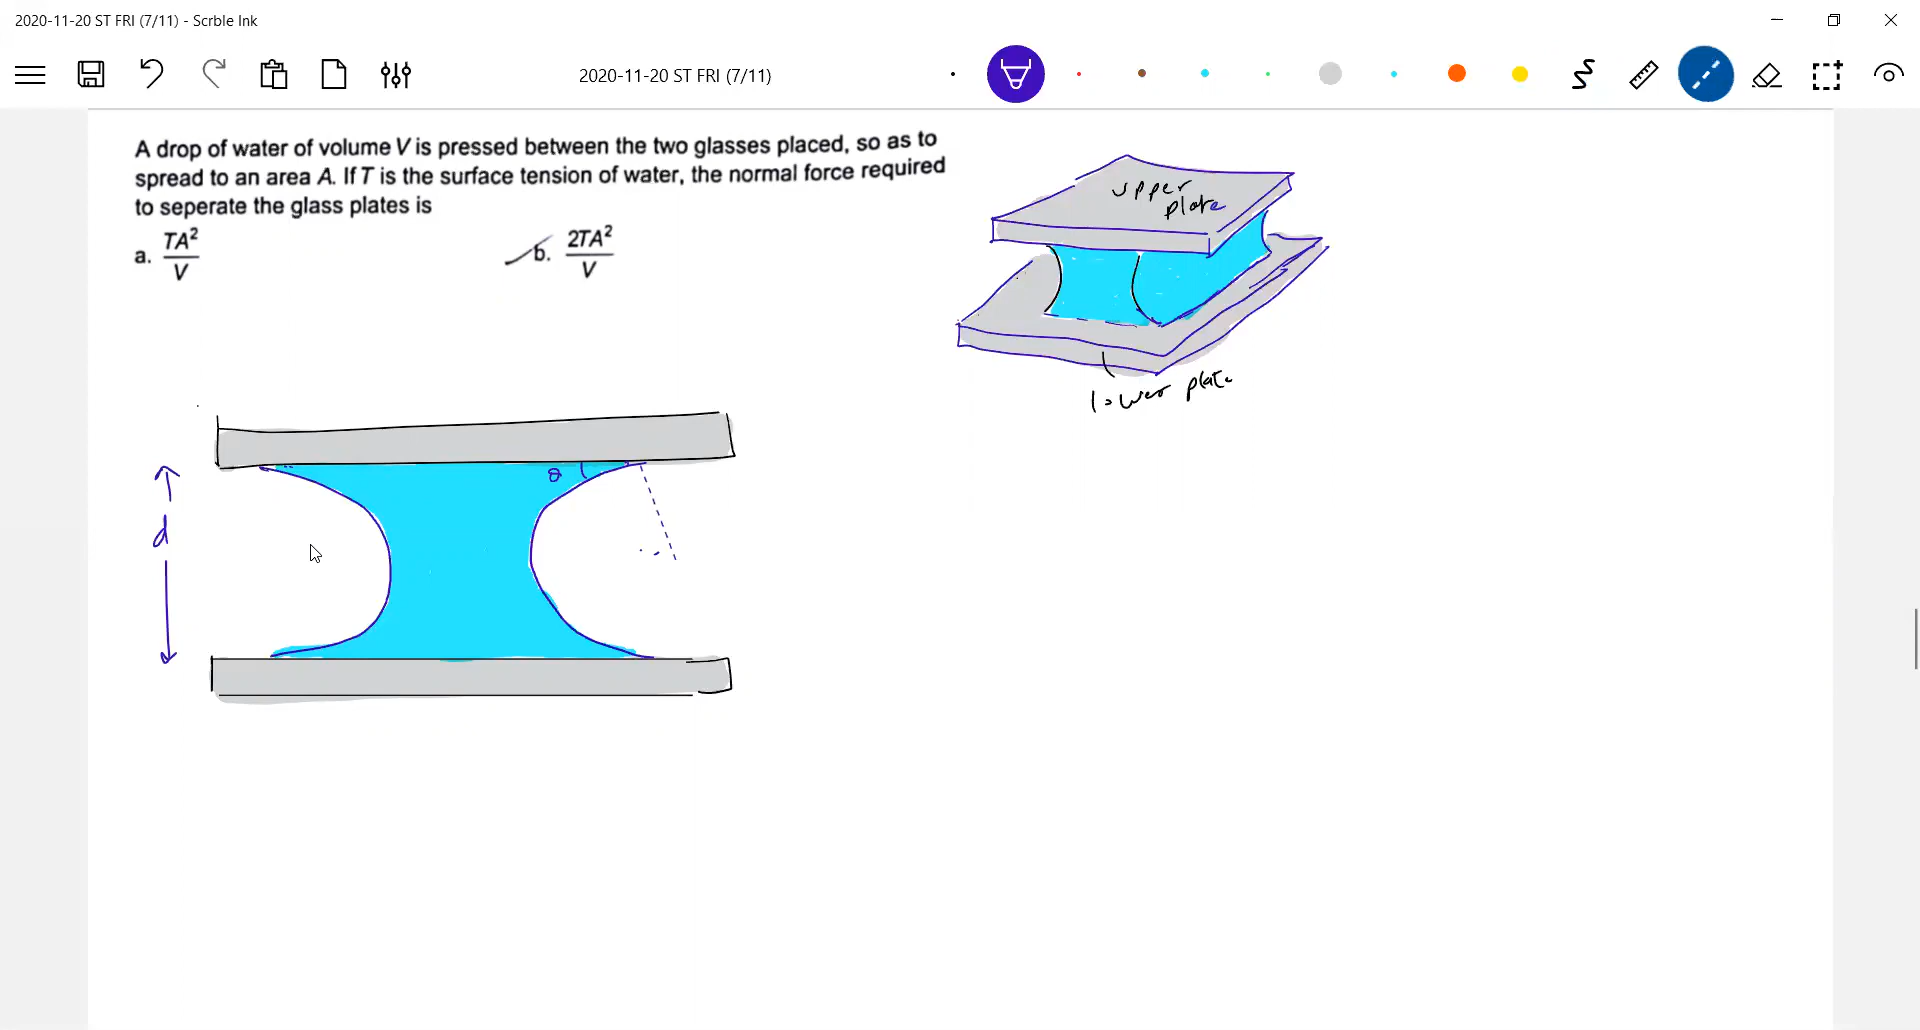 2020-11-20 ST FRI (7/11) - Scrble Ink
2020-11-20 ST FRI (7/11)
A drop of water of volume V is pressed between the two glasses placed, so as to
spread to an area A. If T is the surface tension of water, the normal force required
to seperate the glass plates is
a. TA²/V
b. 2TA²/V
upper
plate
lower plate
θ
d